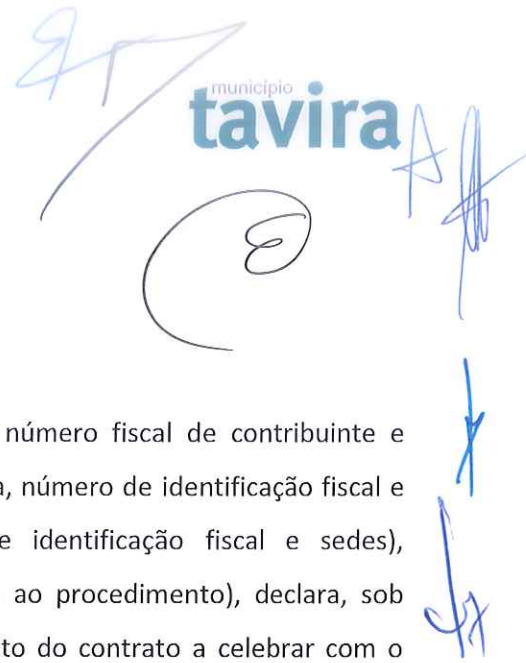 município
tavira
número fiscal de contribuinte e
a, número de identificação fiscal e
e identificação fiscal e sedes),
ao procedimento), declara, sob
to do contrato a celebrar com o